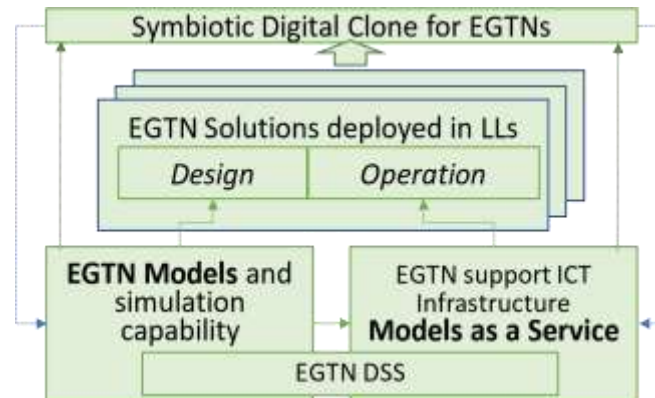 Symbiotic Digital Clone for EGTNs
EGTN Solutions deployed in LLs
Design
Operation
EGTN Models and
simulation
capability
EGTN support ICT
Infrastructure
Models as a Service
EGTN DSS